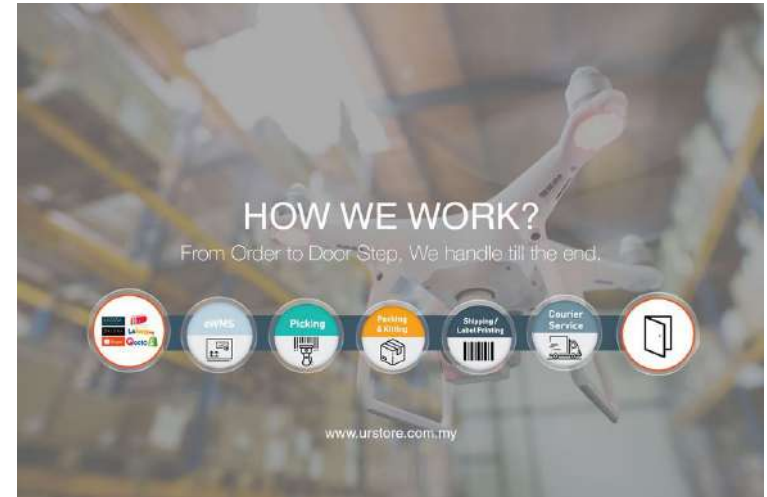 HOW WE WORK?
From Order to Door Step, We handle till the end.
eWMS
Picking
Packing
& Kitting
Shipping /
Label Printing
Courier
Service
Qoo10
www.urstore.com.my